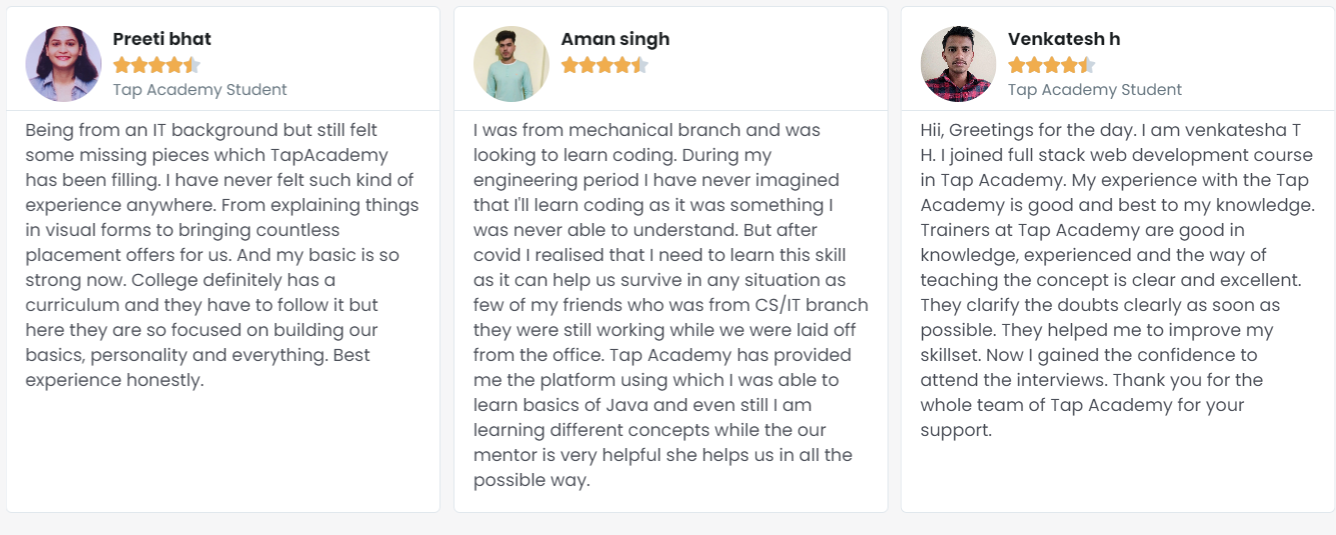 Preeti bhat
Tap Academy Student
Being from an IT background but still felt
some missing pieces which TapAcademy
has been filling. I have never felt such kind of
experience anywhere. From explaining things
in visual forms to bringing countless
placement offers for us. And my basic is so
strong now. College definitely has a
curriculum and they have to follow it but
here they are so focused on building our
basics, personality and everything. Best
experience honestly.
Aman singh
I was from mechanical branch and was
looking to learn coding. During my
engineering period I have never imagined
that I'll learn coding as it was something I
was never able to understand. But after
covid I realised that I need to learn this skill
as it can help us survive in any situation as
few of my friends who was from CS/IT branch
they were still working while we were laid off
from the office. Tap Academy has provided
me the platform using which I was able to
learn basics of Java and even still I am
learning different concepts while the our
mentor is very helpful she helps us in all the
possible way.
Venkatesh h
Tap Academy Student
Hii, Greetings for the day. I am venkatesha T
H. I joined full stack web development course
in Tap Academy. My experience with the Tap
Academy is good and best to my knowledge.
Trainers at Tap Academy are good in
knowledge, experienced and the way of
teaching the concept is clear and excellent.
They clarify the doubts clearly as soon as
possible. They helped me to improve my
skillset. Now I gained the confidence to
attend the interviews. Thank you for the
whole team of Tap Academy for your
support.